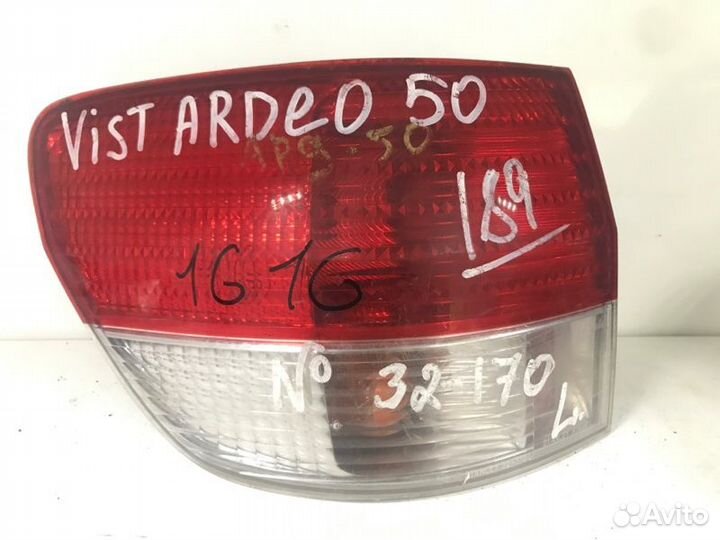 VIST ARDEO 50
189
1G 1G
No 32-170
L.
Avito